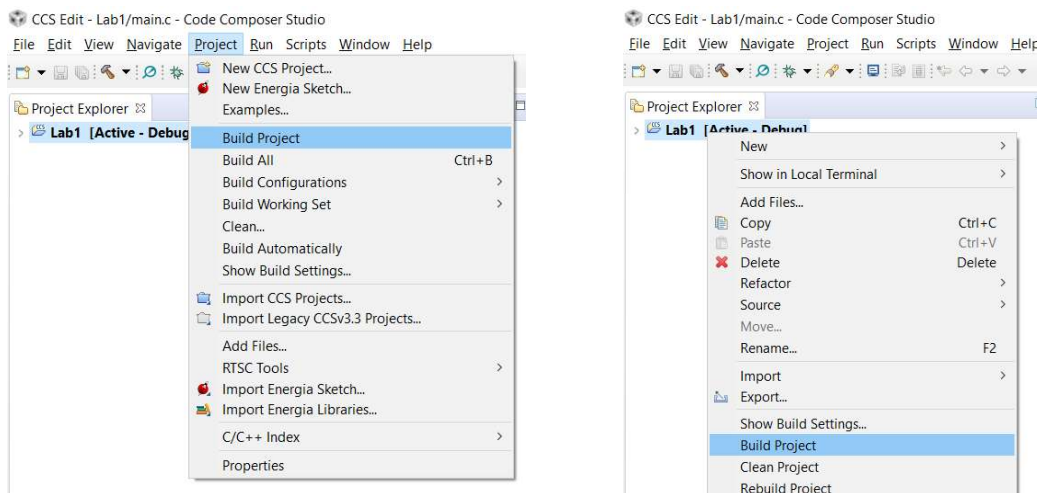 CCS Edit - Lab1/main.c - Code Composer Studio
File Edit View Navigate Project Run Scripts Window Help
Project Explorer
Lab1 [Active - Debug
New CCS Project...
New Energia Sketch...
Examples...
Build Project
Build All Ctrl+B
Build Configurations
Build Working Set
Clean...
Build Automatically
Show Build Settings...
Import CCS Projects...
Import Legacy CCSv3.3 Projects...
Add Files...
RTSC Tools
Import Energia Sketch...
Import Energia Libraries...
C/C++ Index
Properties
CCS Edit - Lab1/main.c - Code Composer Studio
File Edit View Navigate Project Run Scripts Window Help
Project Explorer
Lab1 [Active - Debug]
New
Show in Local Terminal
Add Files...
Copy Ctrl+C
Paste Ctrl+V
Delete Delete
Refactor
Source
Move...
Rename... F2
Import
Export...
Show Build Settings...
Build Project
Clean Project
Rebuild Project